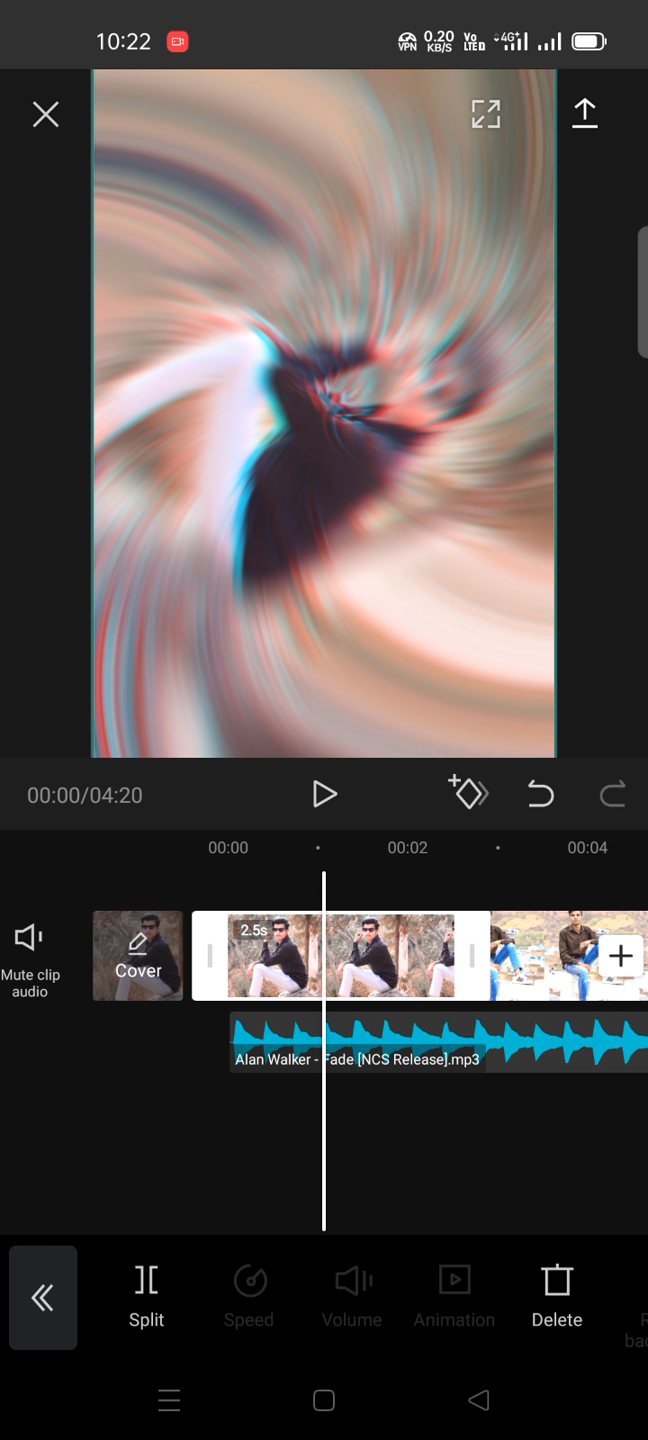 10:22
VPN
0.20
KB/S
Vo
LTE
4G+
00:00/04:20
00:00
00:02
00:04
2.5s
Mute clip
audio
Cover
Alan Walker - Fade [NCS Release].mp3
Split
Speed
Volume
Animation
Delete